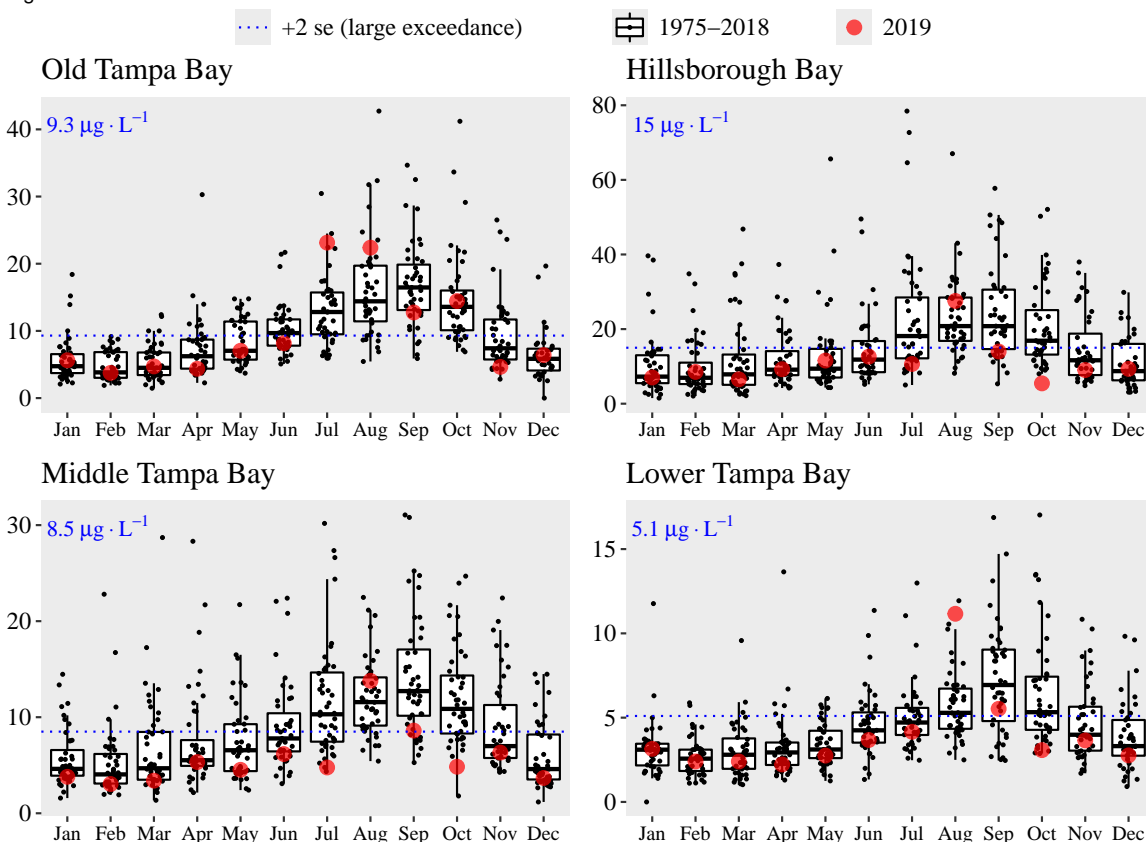 +2 se (large exceedance) 1975−2018 2019
Old Tampa Bay
9.3 μg · L−1
40
30
20
10
0
Jan Feb Mar Apr May Jun Jul Aug Sep Oct Nov Dec
Hillsborough Bay
15 μg · L−1
80
60
40
20
0
Jan Feb Mar Apr May Jun Jul Aug Sep Oct Nov Dec
Middle Tampa Bay
8.5 μg · L−1
30
20
10
0
Jan Feb Mar Apr May Jun Jul Aug Sep Oct Nov Dec
Lower Tampa Bay
5.1 μg · L−1
15
10
5
0
Jan Feb Mar Apr May Jun Jul Aug Sep Oct Nov Dec